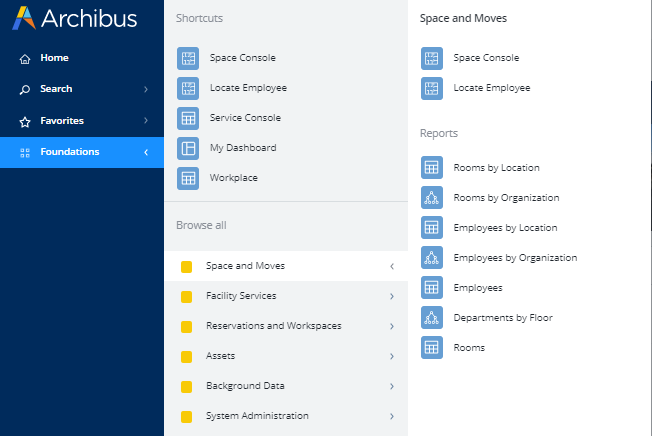 Archibus
Home
Search
Favorites
Foundations
Shortcuts
Space Console
Locate Employee
Service Console
My Dashboard
Workplace
Browse all
Space and Moves
Facility Services
Reservations and Workspaces
Assets
Background Data
System Administration
Space and Moves
Space Console
Locate Employee
Reports
Rooms by Location
Rooms by Organization
Employees by Location
Employees by Organization
Employees
Departments by Floor
Rooms